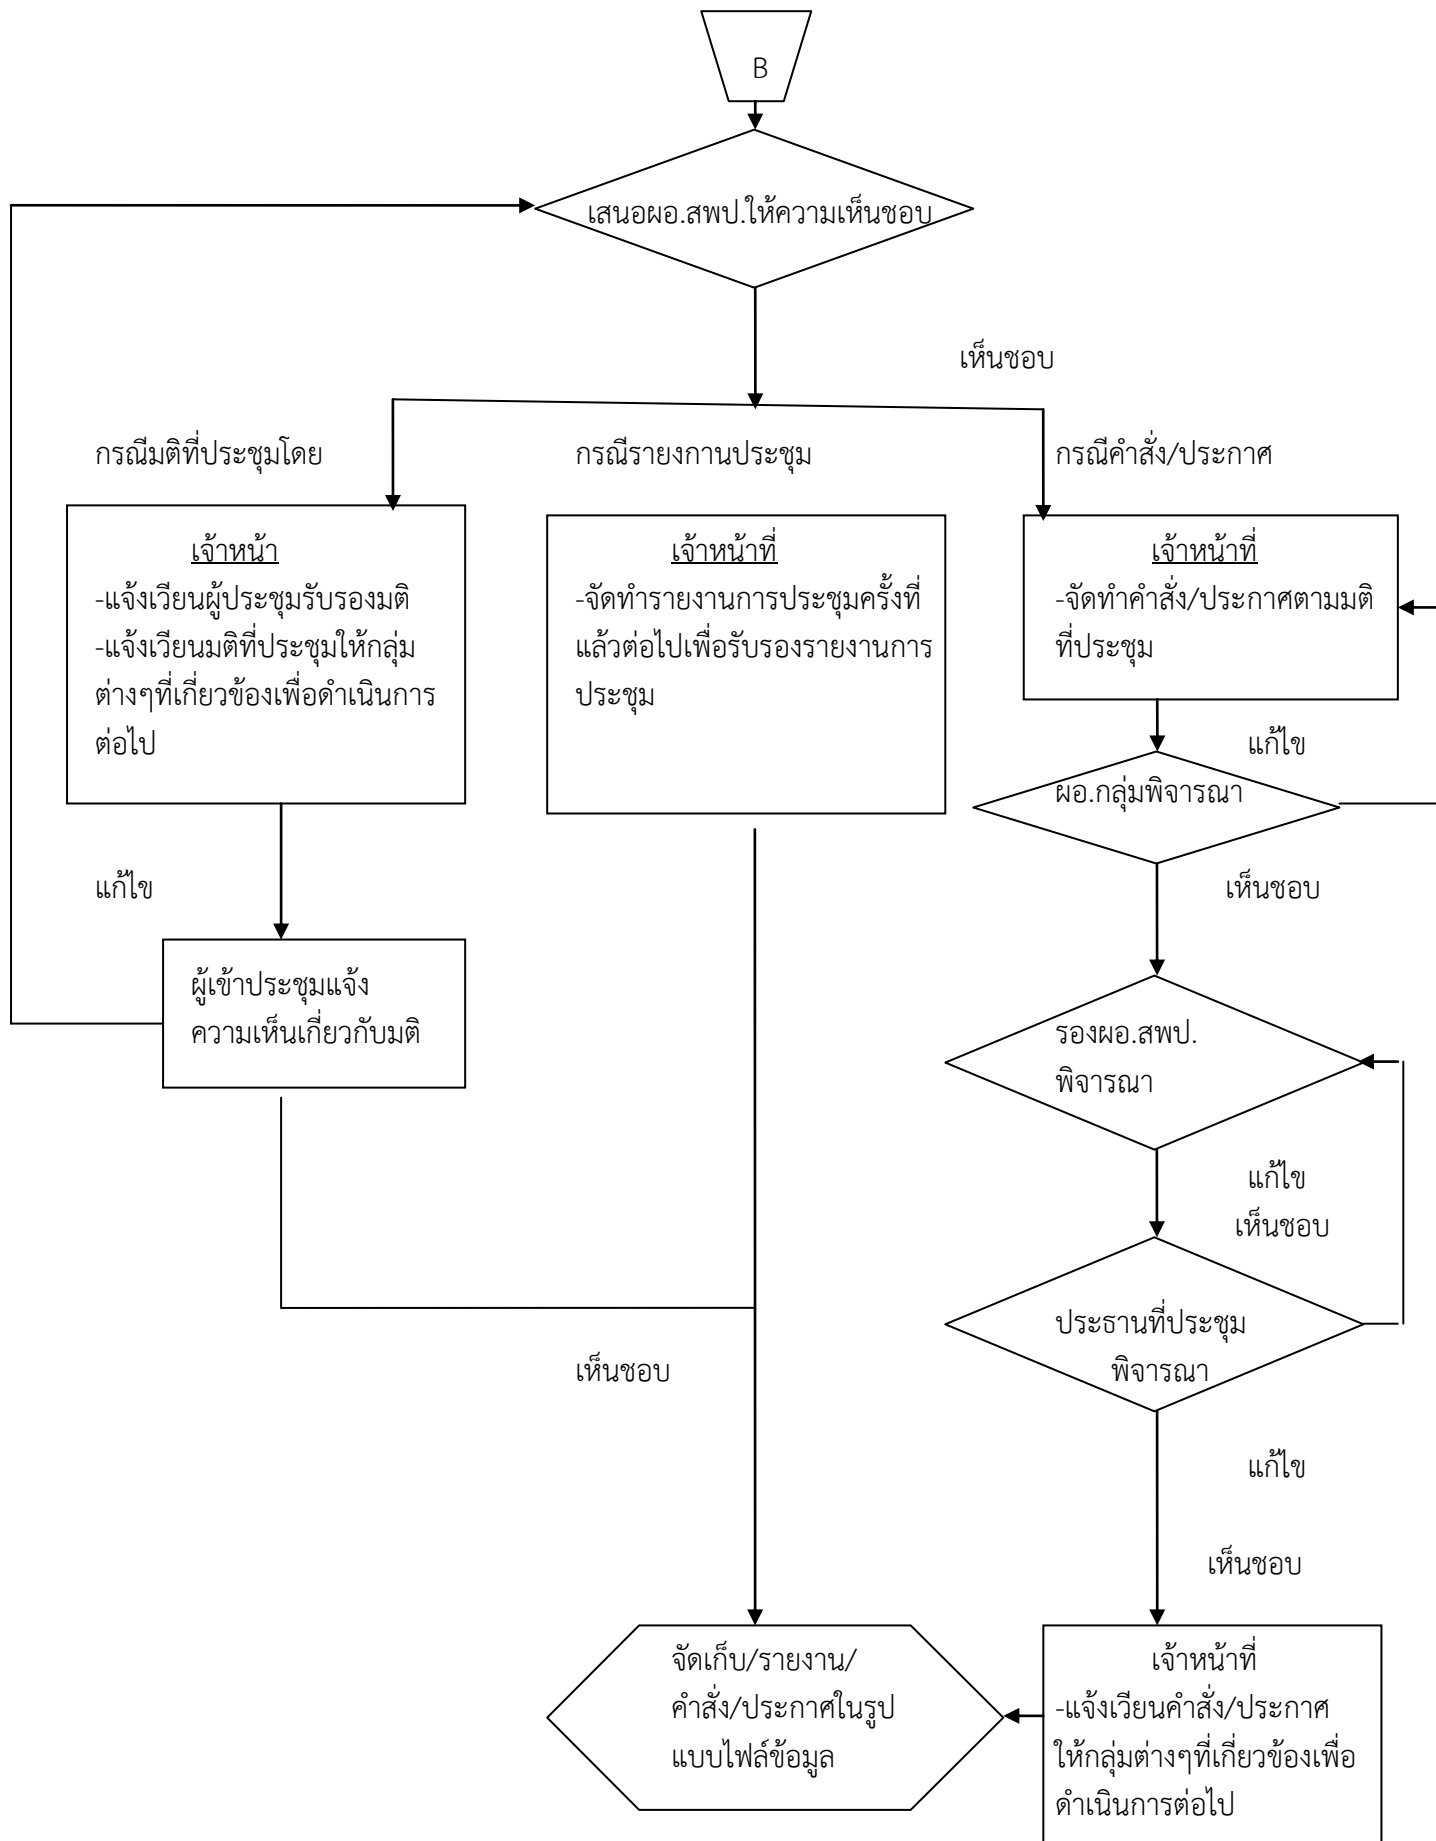 B
เสนอผอ.สพป.ให้ความเห็นชอบ
เห็นชอบ
กรณีมติที่ประชุมโดย
กรณีรายงกานประชุม
กรณีคำสั่ง/ประกาศ
เจ้าหน้า
-แจ้งเวียนผู้ประชุมรับรองมติ
-แจ้งเวียนมติที่ประชุมให้กลุ่ม
ต่างๆที่เกี่ยวข้องเพื่อดำเนินการ
ต่อไป
เจ้าหน้าที่
-จัดทำรายงานการประชุมครั้งที่
แล้วต่อไปเพื่อรับรองรายงานการ
ประชุม
เจ้าหน้าที่
-จัดทำคำสั่ง/ประกาศตามมติ
ที่ประชุม
แก้ไข
ผอ.กลุ่มพิจารณา
แก้ไข
เห็นชอบ
ผู้เข้าประชุมแจ้ง
ความเห็นเกี่ยวกับมติ
รองผอ.สพป.
พิจารณา
แก้ไข
เห็นชอบ
ประธานที่ประชุม
พิจารณา
เห็นชอบ
แก้ไข
เห็นชอบ
จัดเก็บ/รายงาน/
คำสั่ง/ประกาศในรูป
แบบไฟล์ข้อมูล
เจ้าหน้าที่
-แจ้งเวียนคำสั่ง/ประกาศ
ให้กลุ่มต่างๆที่เกี่ยวข้องเพื่อ
ดำเนินการต่อไป